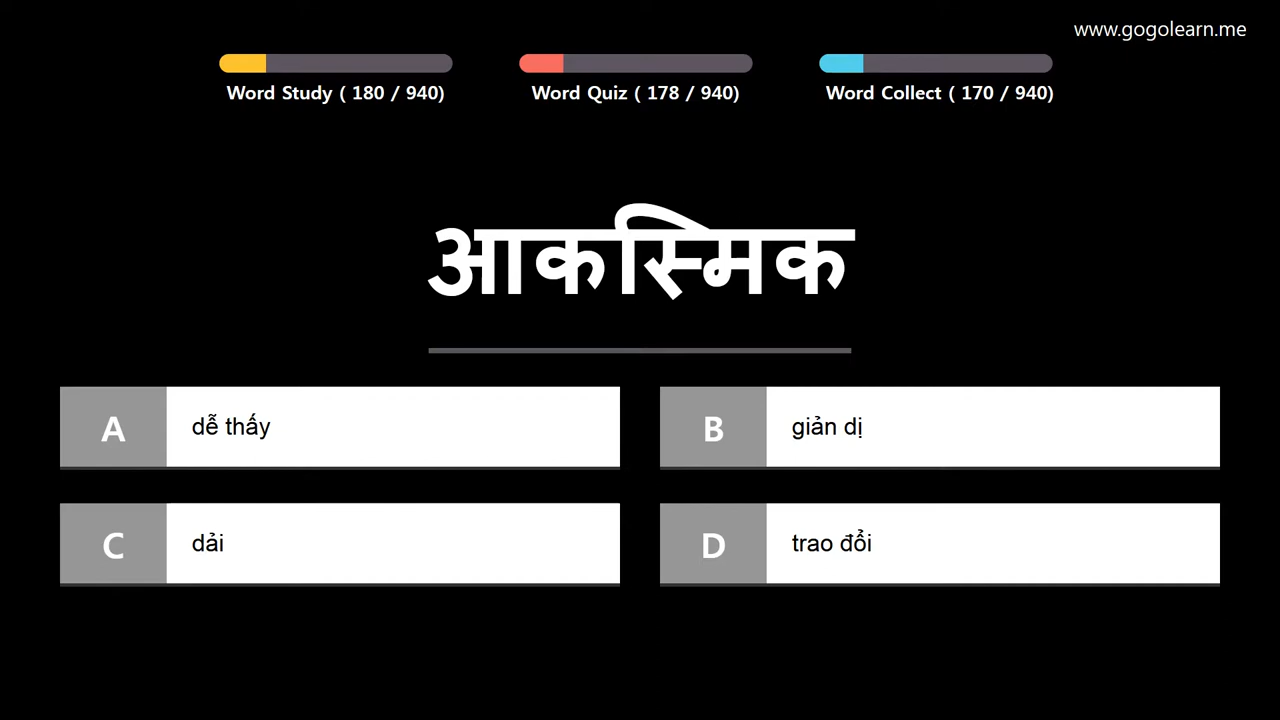 www.gogolearn.me
Word Study ( 180 / 940)
Word Quiz ( 178 / 940)
Word Collect ( 170 / 940)
आकस्मिक
A
dễ thấy
B
giản dị
C
dải
D
trao đổi